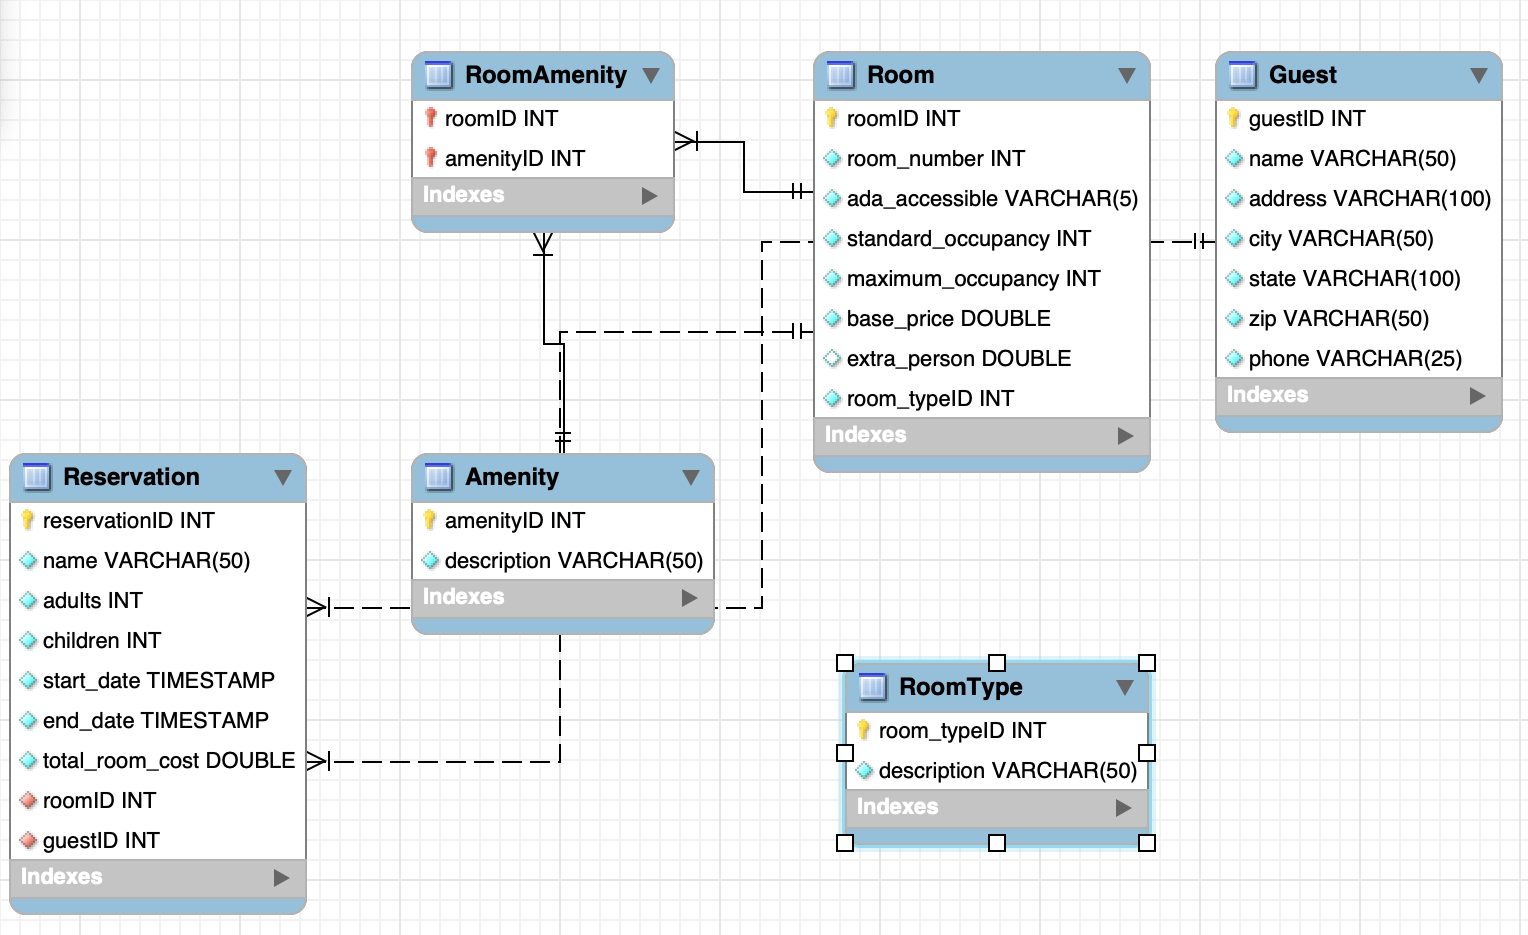 RoomAmenity
roomID INT
amenityID INT
Indexes
Room
roomID INT
room_number INT
ada_accessible VARCHAR(5)
standard_occupancy INT
maximum_occupancy INT
base_price DOUBLE
extra_person DOUBLE
room_typeID INT
Indexes
Guest
guestID INT
name VARCHAR(50)
address VARCHAR(100)
city VARCHAR(50)
state VARCHAR(100)
zip VARCHAR(50)
phone VARCHAR(25)
Indexes
Reservation
reservationID INT
name VARCHAR(50)
adults INT
children INT
start_date TIMESTAMP
end_date TIMESTAMP
total_room_cost DOUBLE
roomID INT
guestID INT
Indexes
Amenity
amenityID INT
description VARCHAR(50)
Indexes
RoomType
room_typeID INT
description VARCHAR(50)
Indexes